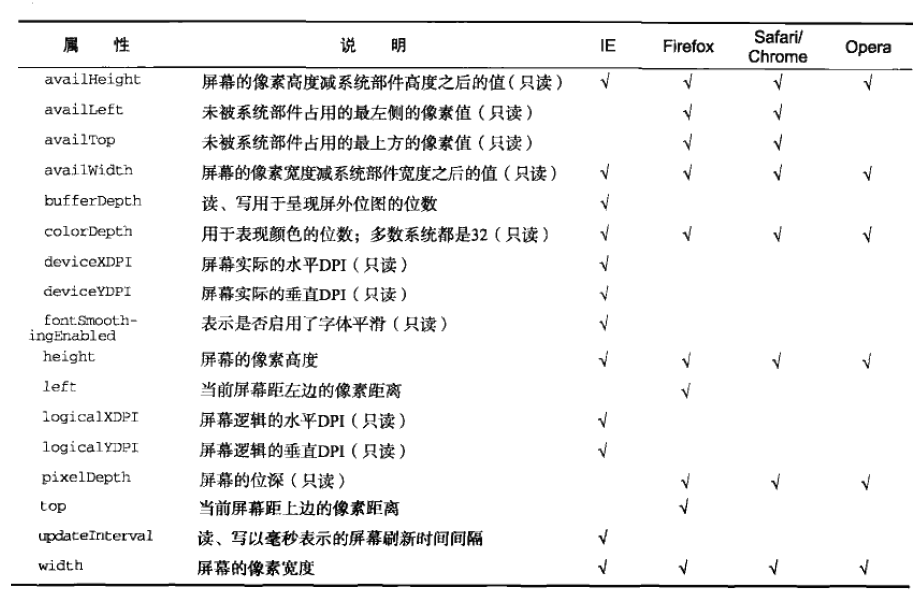 属 性 说 明 IE Firefox Safari/ Chrome Opera
availHeight 屏幕的像素高度减系统部件高度之后的值（只读） √ √ √ √
availLeft 未被系统部件占用的最左侧的像素值（只读） √ √
availTop 未被系统部件占用的最上方的像素值（只读） √ √
availWidth 屏幕的像素宽度减系统部件宽度之后的值（只读） √ √ √ √
bufferDepth 读、写用于呈现屏外位图的位数 √
colorDepth 用于表现颜色的位数；多数系统都是32（只读） √ √ √ √
deviceXDPI 屏幕实际的水平DPI（只读） √
deviceYDPI 屏幕实际的垂直DPI（只读） √
fontSmooth- 表示是否启用了字体平滑（只读） √
ingEnabled
height 屏幕的像素高度 √ √ √ √
left 当前屏幕距左边的像素距离 √
logicalXDPI 屏幕逻辑的水平DPI（只读） √
logicalYDPI 屏幕逻辑的垂直DPI（只读） √
pixelDepth 屏幕的位深（只读） √ √ √
top 当前屏幕距上边的像素距离 √
updateInterval 读、写以毫秒表示的屏幕刷新时间间隔 √
width 屏幕的像素宽度 √ √ √ √